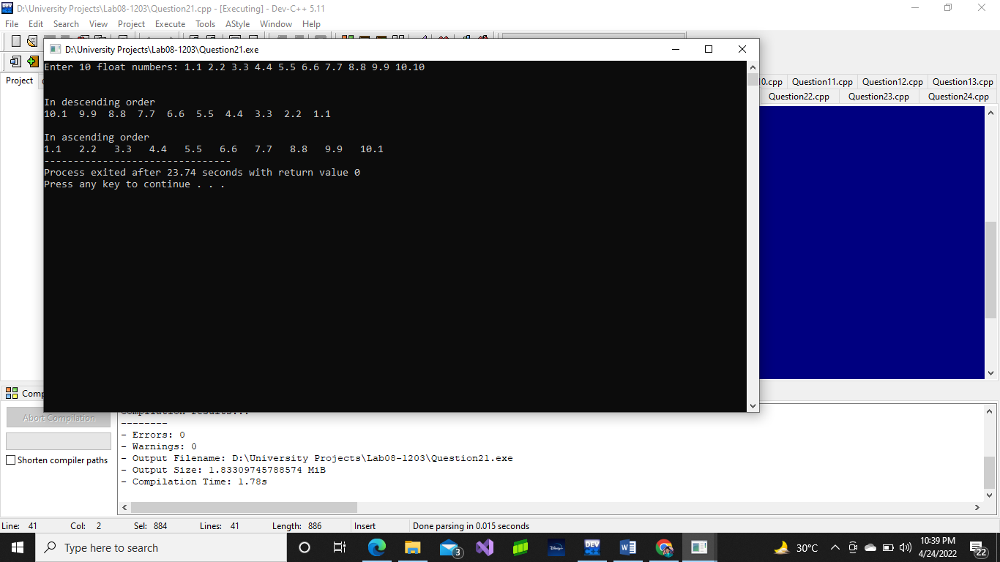 D:\University Projects\Lab08-1203\Question21.cpp - [Executing] - Dev-C++ 5.11
File Edit Search View Project Execute Tools AStyle Window Help
D:\University Projects\Lab08-1203\Question21.exe
Enter 10 float numbers: 1.1 2.2 3.3 4.4 5.5 6.6 7.7 8.8 9.9 10.10
In descending order
10.1 9.9 8.8 7.7 6.6 5.5 4.4 3.3 2.2 1.1
In ascending order
1.1 2.2 3.3 4.4 5.5 6.6 7.7 8.8 9.9 10.1
--------------------------------
Process exited after 23.74 seconds with return value 0
Press any key to continue . . .
Project
10.cpp Question11.cpp Question12.cpp Question13.cpp
Question22.cpp Question23.cpp Question24.cpp
Comp
Abort Compilation
Shorten compiler paths
Compilation results...
--------
- Errors: 0
- Warnings: 0
- Output Filename: D:\University Projects\Lab08-1203\Question21.exe
- Output Size: 1.83309745788574 MiB
- Compilation Time: 1.78s
Line: 41 Col: 2 Sel: 884 Lines: 41 Length: 886 Insert Done parsing in 0.015 seconds
Type here to search
3
DEV
Disney+
30°C
10:39 PM
4/24/2022
22